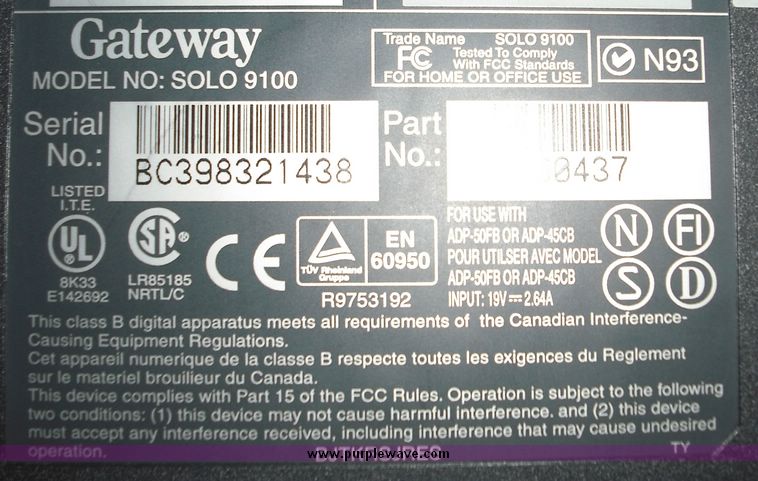 Gateway
MODEL NO: SOLO 9100
Trade Name SOLO 9100
FC Tested To Comply
With FCC Standards
FOR HOME OR OFFICE USE
N93
Serial
No.:
BC398321438
Part
No.:
0437
LISTED
I.T.E.
UL
8K33
E142692
SA
LR85185
NRTL/C
CE
TÜV Rheinland
Gruppe
EN
60950
R9753192
FOR USE WITH
ADP-50FB OR ADP-45CB
POUR UTILSER AVEC MODEL
ADP-50FB OR ADP-45CB
INPUT: 19V 2.64A
N FI
S D
This class B digital apparatus meets all requirements of the Canadian Interference-
Causing Equipment Regulations.
Cet appareil numerique de la classe B respecte toutes les exigences du Reglement
sur le materiel brouilieur du Canada.
This device complies with Part 15 of the FCC Rules. Operation is subject to the following
two conditions: (1) this device may not cause harmful interference. and (2) this device
must accept any interference received, including interference that may cause undesired
operation.
TY
www.purplewave.com